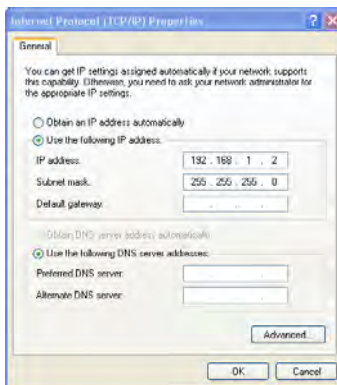 Internet Protocol (TCP/IP) Properties
General
You can get IP settings assigned automatically if your network supports
this capability. Otherwise, you need to ask your network administrator for
the appropriate IP settings.
Obtain an IP address automatically
Use the following IP address:
IP address: 192 . 168 . 1 . 2
Subnet mask: 255 . 255 . 255 . 0
Default gateway: . . .
Obtain DNS server address automatically
Use the following DNS server addresses:
Preferred DNS server: . . .
Alternate DNS server: . . .
Advanced...
OK Cancel